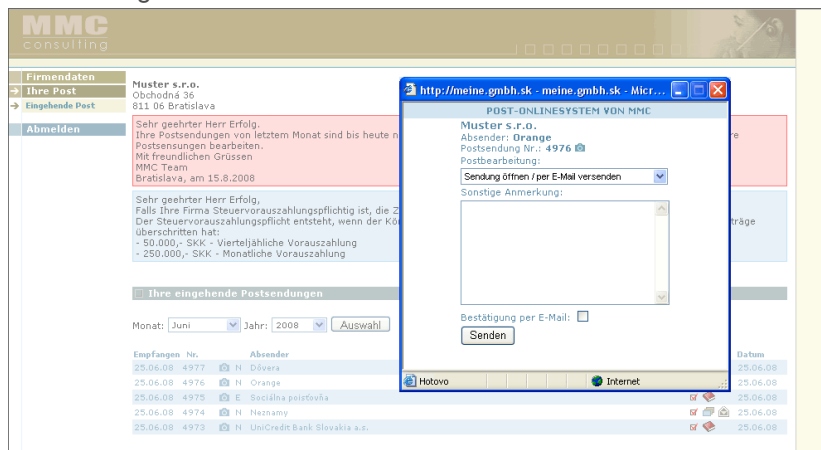 MMC
consulting
Firmendaten
Ihre Post
Eingehende Post
Abmelden
Muster s.r.o.
Obchodná 36
811 06 Bratislava
Sehr geehrter Herr Erfolg.
Ihre Postsendungen von letztem Monat sind bis heute n
re
Postsensungen bearbeiten.
Mit freundlichen Grüssen
MMC Team
Bratislava, am 15.8.2008
Sehr geehrter Herr Erfolg,
Falls Ihre Firma Steuervorauszahlungspflichtig ist, die Z
Der Steuervorauszahlungspflicht entsteht, wenn der Kör
träge
überschritten hat:
- 50.000,- SKK - Vierteljähliche Vorauszahlung
- 250.000,- SKK - Monatliche Vorauszahlung
Ihre eingehende Postsendungen
Monat: Juni Jahr: 2008 Auswahl
Empfangen Nr. Absender Datum
25.06.08 4977 N Dôvera 25.06.08
25.06.08 4976 N Orange 25.06.08
25.06.08 4975 E Sociálna poisťovňa 25.06.08
25.06.08 4974 N Neznamy 25.06.08
25.06.08 4973 N UniCredit Bank Slovakia a.s. 25.06.08
http://meine.gmbh.sk - meine.gmbh.sk - Micr...
POST-ONLINESYSTEM VON MMC
Muster s.r.o.
Absender: Orange
Postsendung Nr.: 4976
Postbearbeitung:
Sendung öffnen / per E-Mail versenden
Sonstige Anmerkung:
Bestätigung per E-Mail:
Senden
Hotovo Internet